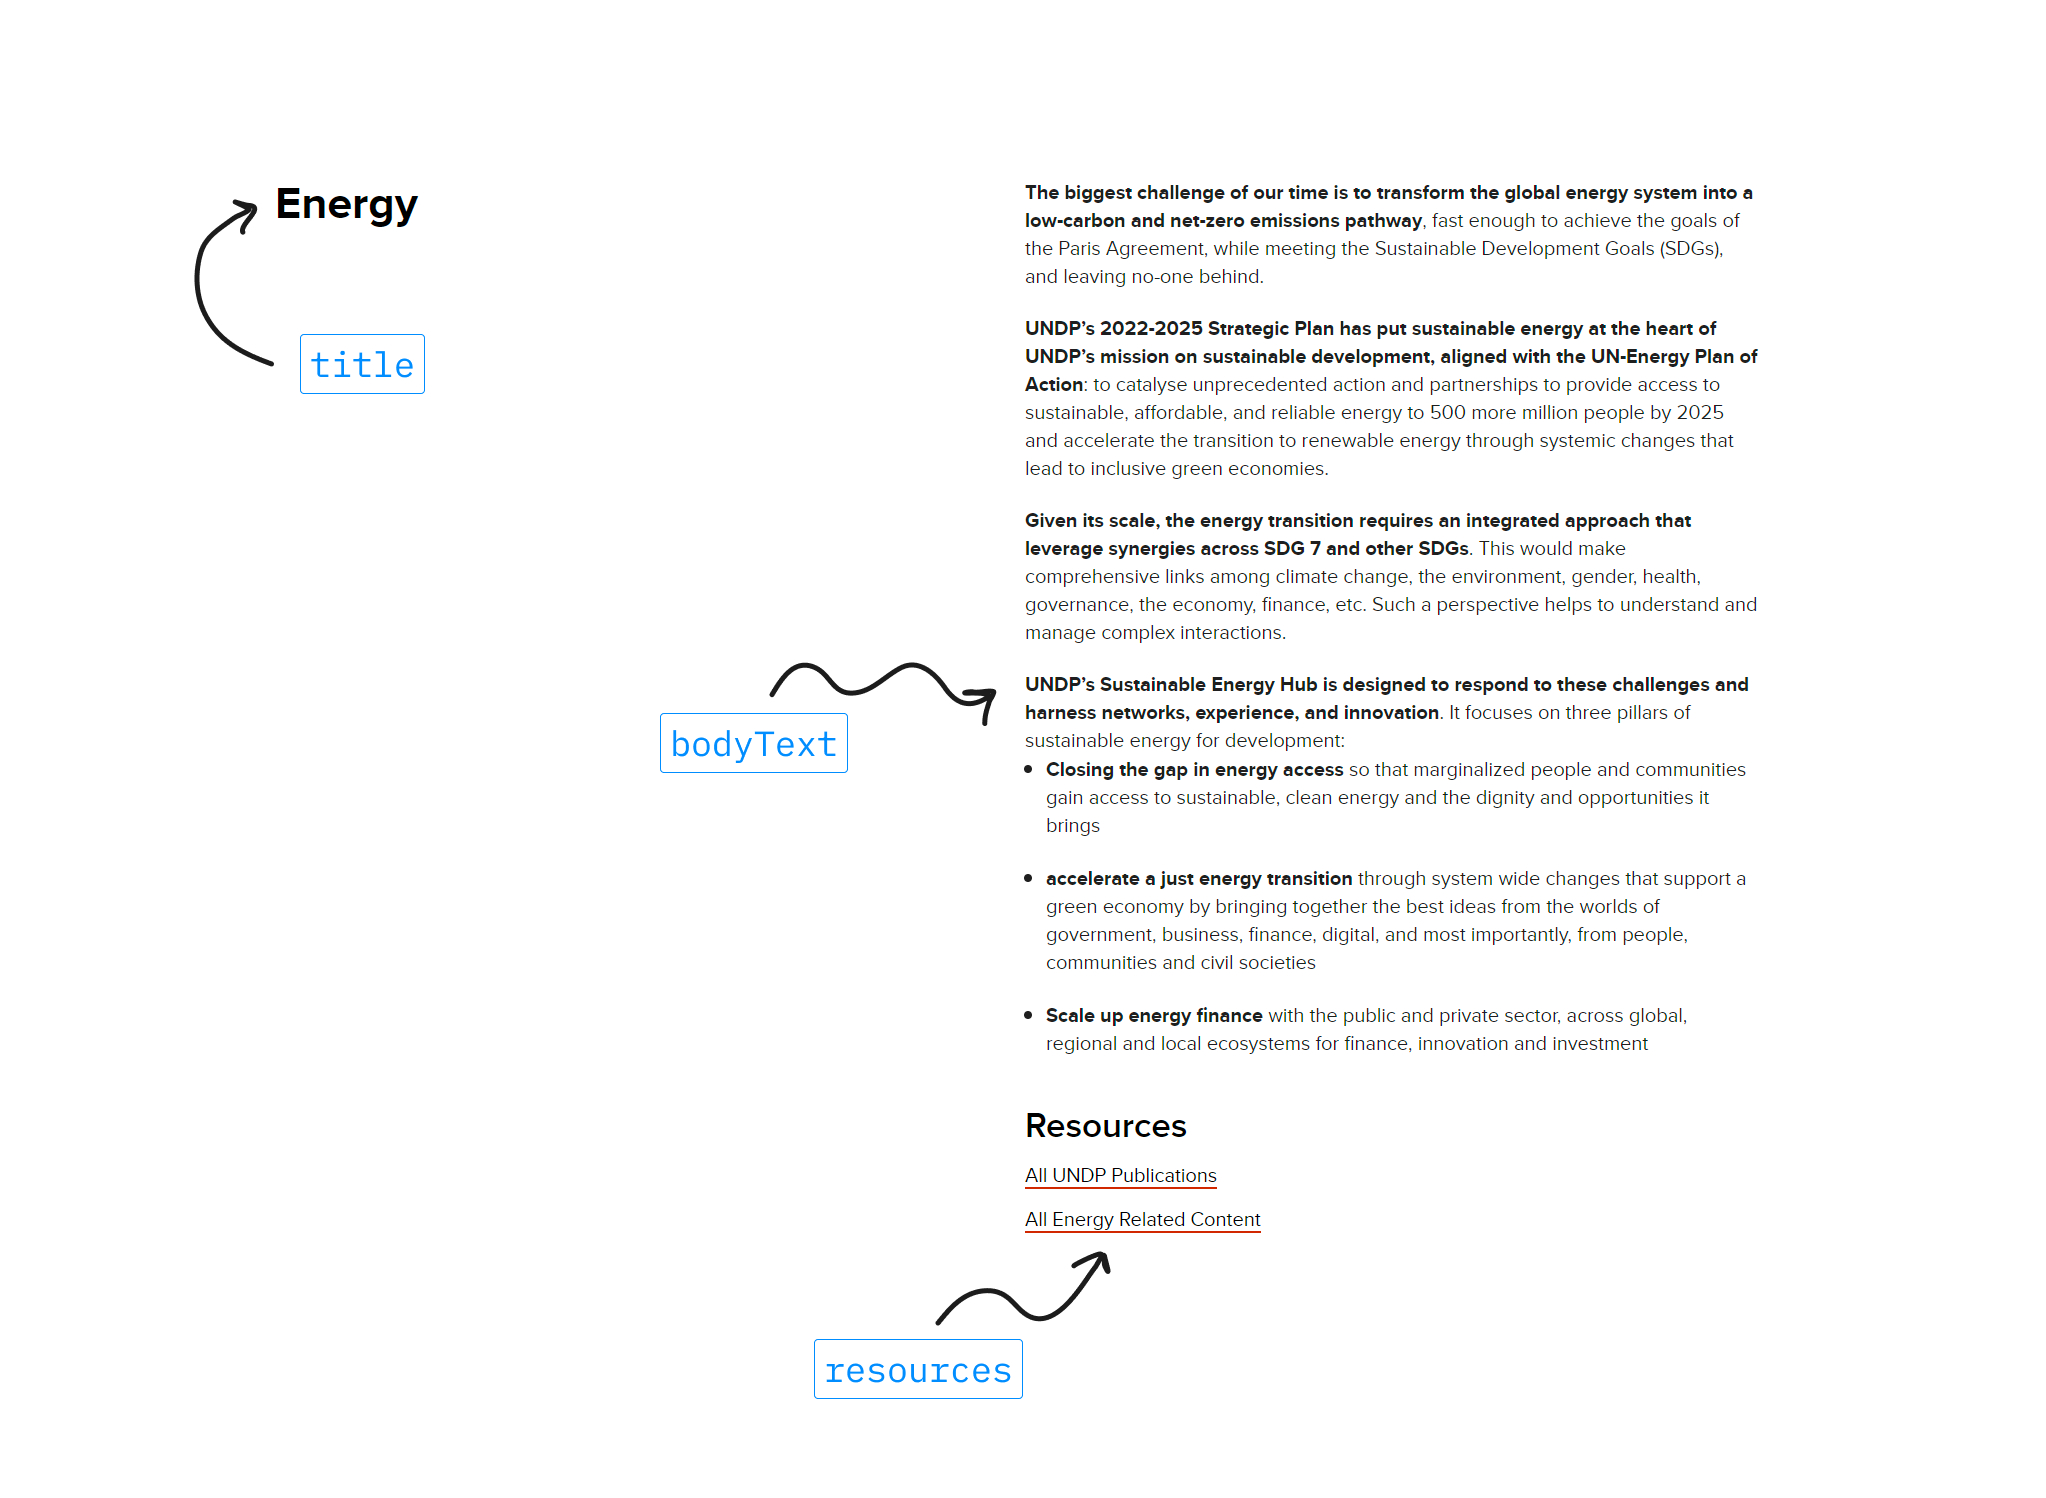 Energy
title
The biggest challenge of our time is to transform the global energy system into a
low-carbon and net-zero emissions pathway, fast enough to achieve the goals of
the Paris Agreement, while meeting the Sustainable Development Goals (SDGs),
and leaving no-one behind.
UNDP’s 2022-2025 Strategic Plan has put sustainable energy at the heart of
UNDP’s mission on sustainable development, aligned with the UN-Energy Plan of
Action: to catalyse unprecedented action and partnerships to provide access to
sustainable, affordable, and reliable energy to 500 more million people by 2025
and accelerate the transition to renewable energy through systemic changes that
lead to inclusive green economies.
Given its scale, the energy transition requires an integrated approach that
leverage synergies across SDG 7 and other SDGs. This would make
comprehensive links among climate change, the environment, gender, health,
governance, the economy, finance, etc. Such a perspective helps to understand and
manage complex interactions.
bodyText
UNDP’s Sustainable Energy Hub is designed to respond to these challenges and
harness networks, experience, and innovation. It focuses on three pillars of
sustainable energy for development:
• Closing the gap in energy access so that marginalized people and communities
gain access to sustainable, clean energy and the dignity and opportunities it
brings
• accelerate a just energy transition through system wide changes that support a
green economy by bringing together the best ideas from the worlds of
government, business, finance, digital, and most importantly, from people,
communities and civil societies
• Scale up energy finance with the public and private sector, across global,
regional and local ecosystems for finance, innovation and investment
Resources
All UNDP Publications
All Energy Related Content
resources